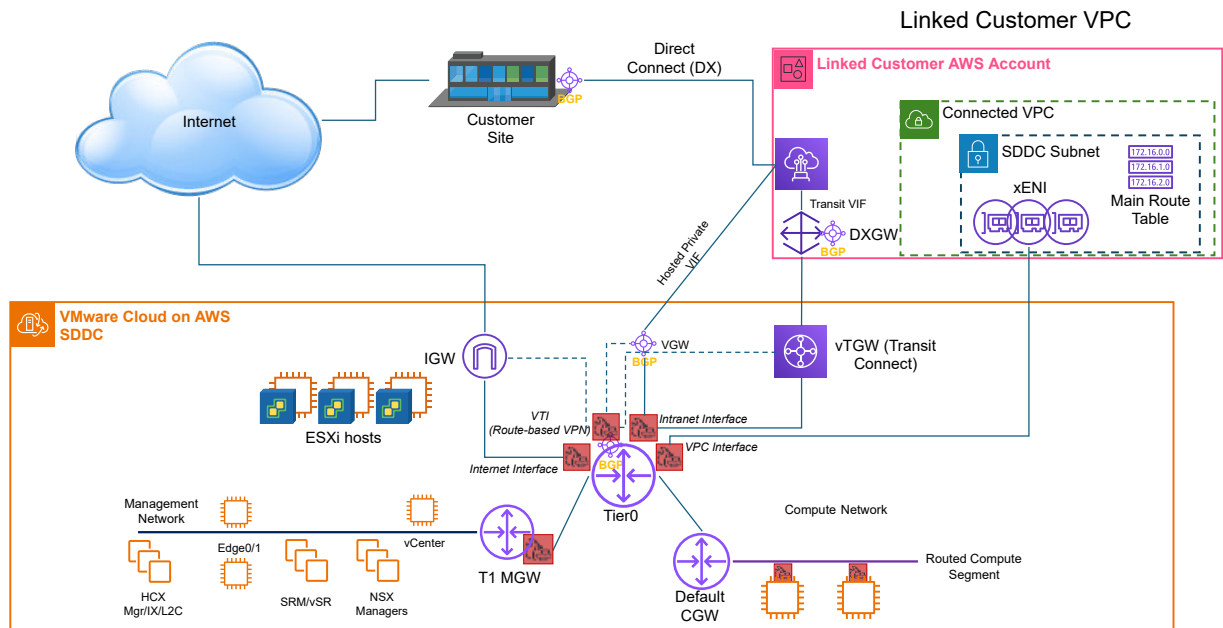 Linked Customer VPC
Direct
Connect (DX)
Linked Customer AWS Account
Internet
BGP
Customer
Site
Connected VPC
SDDC Subnet
172.16.0.0
172.16.1.0
172.16.2.0
xENI
Main Route
Table
Transit VIF
DXGW
BGP
Hosted Private
VIF
VMware Cloud on AWS
SDDC
IGW
VGW
BGP
vTGW (Transit
Connect)
ESXi hosts
VTI
(Route-based VPN)
Intranet Interface
BGP
Internet Interface
VPC Interface
Tier0
Management
Network
Edge0/1
vCenter
T1 MGW
HCX
Mgr/IX/L2C
SRM/vSR
NSX
Managers
Compute Network
Default
CGW
Routed Compute
Segment